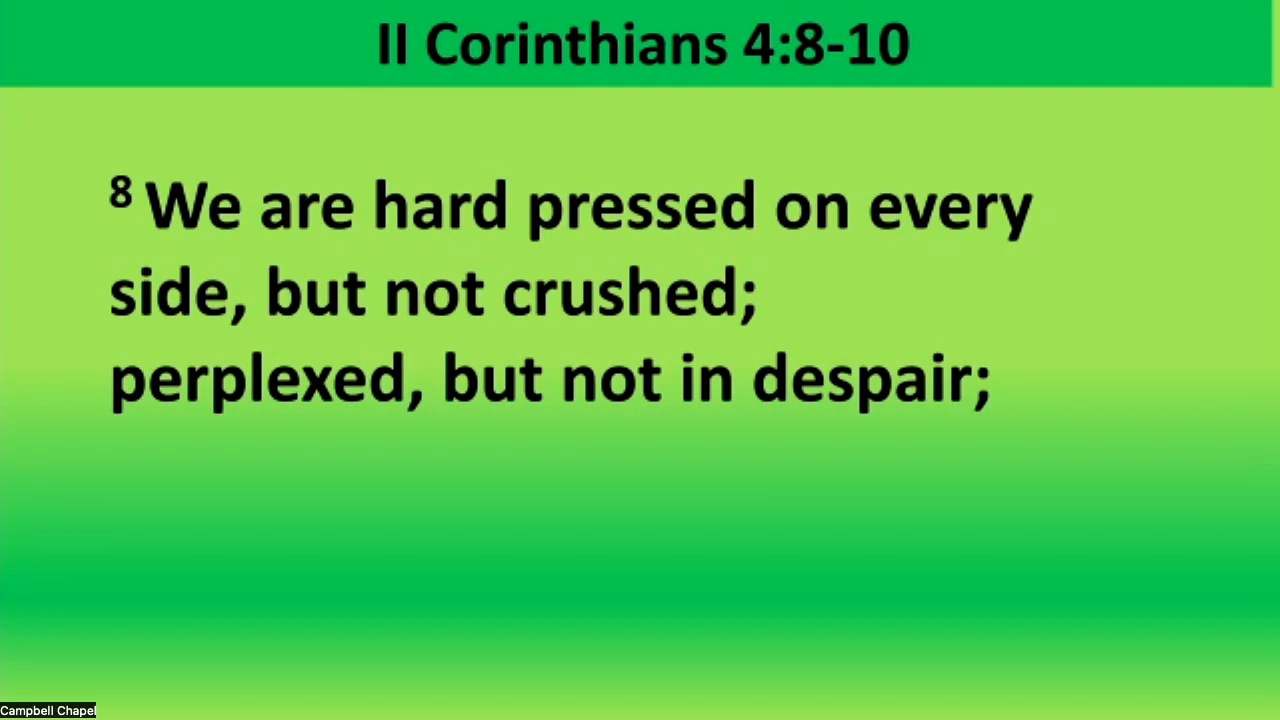 II Corinthians 4:8-10
8 We are hard pressed on every
side, but not crushed;
perplexed, but not in despair;
Campbell Chapel